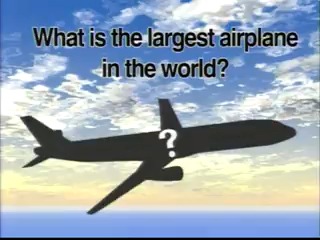 What is the largest airplane
in the world?
?